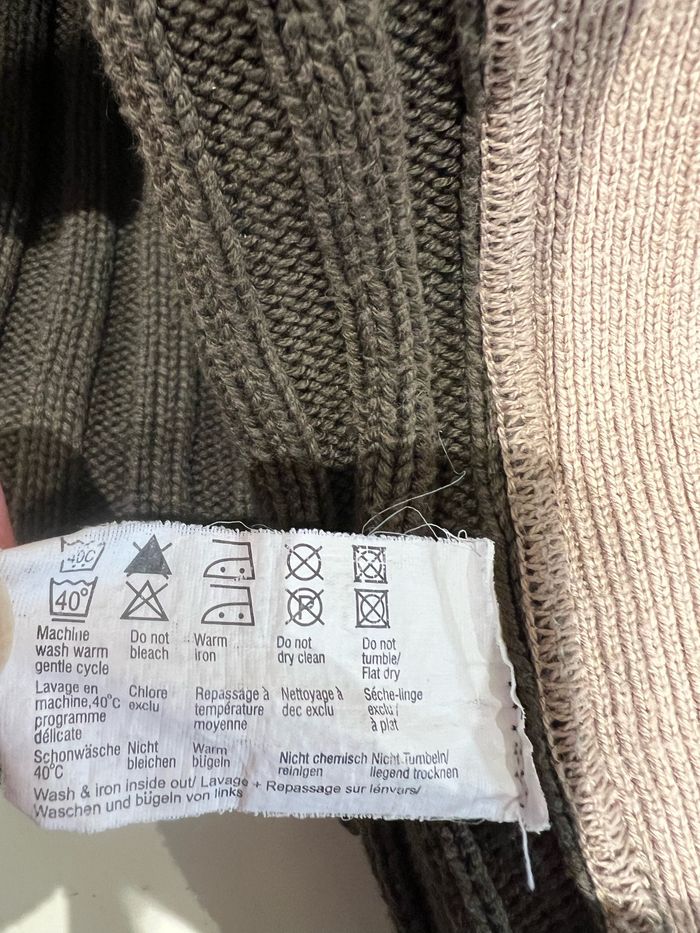 40C
40°
P
Machine wash warm gentle cycle
Do not bleach
Warm iron
Do not dry clean
Do not tumble/ Flat dry
Lavage en machine,40°C programme délicate
Chlore exclu
Repassage à température moyenne
Nettoyage à dec exclu
Séche-linge exclu/ à plat
Schonwäsche 40°C
Nicht bleichen
Warm bügeln
Nicht chemisch reinigen
Nicht Tumbeln/ liegend trocknen
Wash & iron inside out/ Lavage + Repassage sur lénvers/
Waschen und bügeln von links